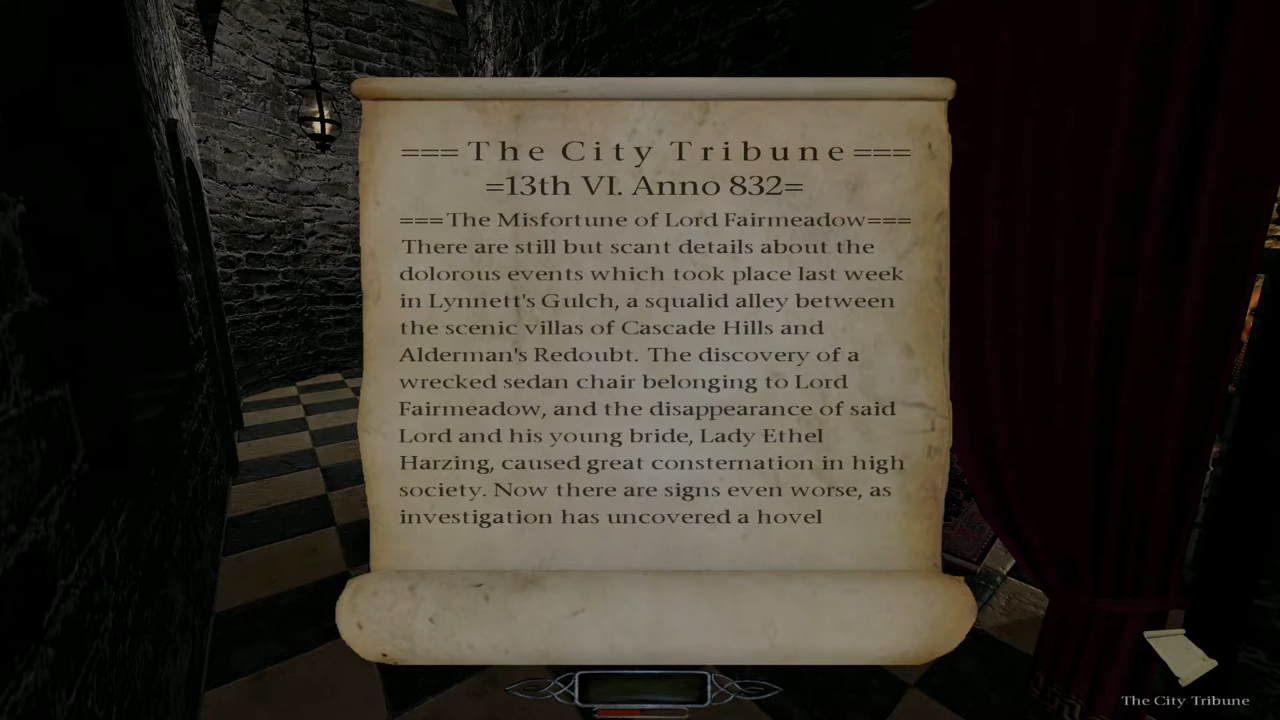 ===The City Tribune===
=13th VI. Anno 832=
===The Misfortune of Lord Fairmeadow===
There are still but scant details about the
dolorous events which took place last week
in Lynnett's Gulch, a squalid alley between
the scenic villas of Cascade Hills and
Alderman's Redoubt. The discovery of a
wrecked sedan chair belonging to Lord
Fairmeadow, and the disappearance of said
Lord and his young bride, Lady Ethel
Harzing, caused great consternation in high
society. Now there are signs even worse, as
investigation has uncovered a hovel
The City Tribune